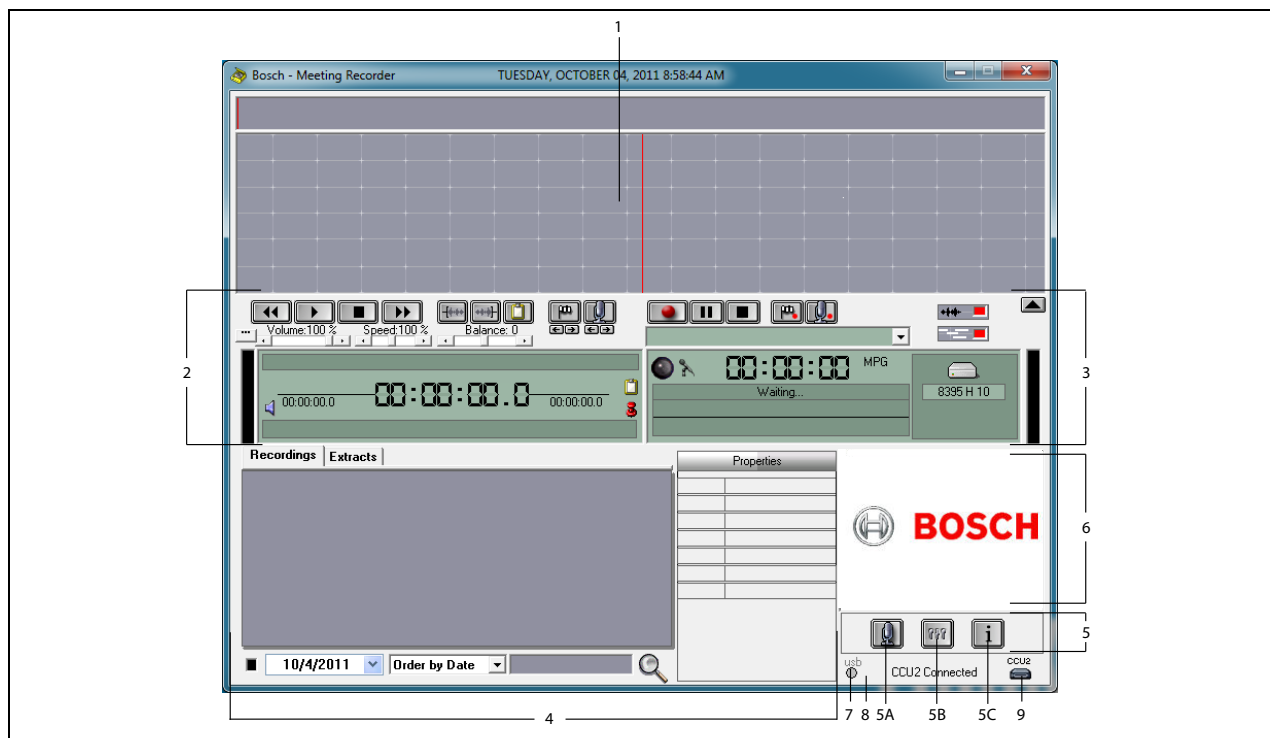 1
Bosch - Meeting Recorder TUESDAY, OCTOBER 04, 2011 8:58:44 AM
2
3
... Volume:100 % Speed:100 % Balance: 0
00:00:00.0 00:00:00.0 00:00:00.0
00:00:00 MPG
Waiting...
8395 H 10
Recordings Extracts
Properties
BOSCH
6
5
???
i
10/4/2011 Order by Date
usb
CCU2 Connected
CCU2
4
7 8 5A 5B 5C 9